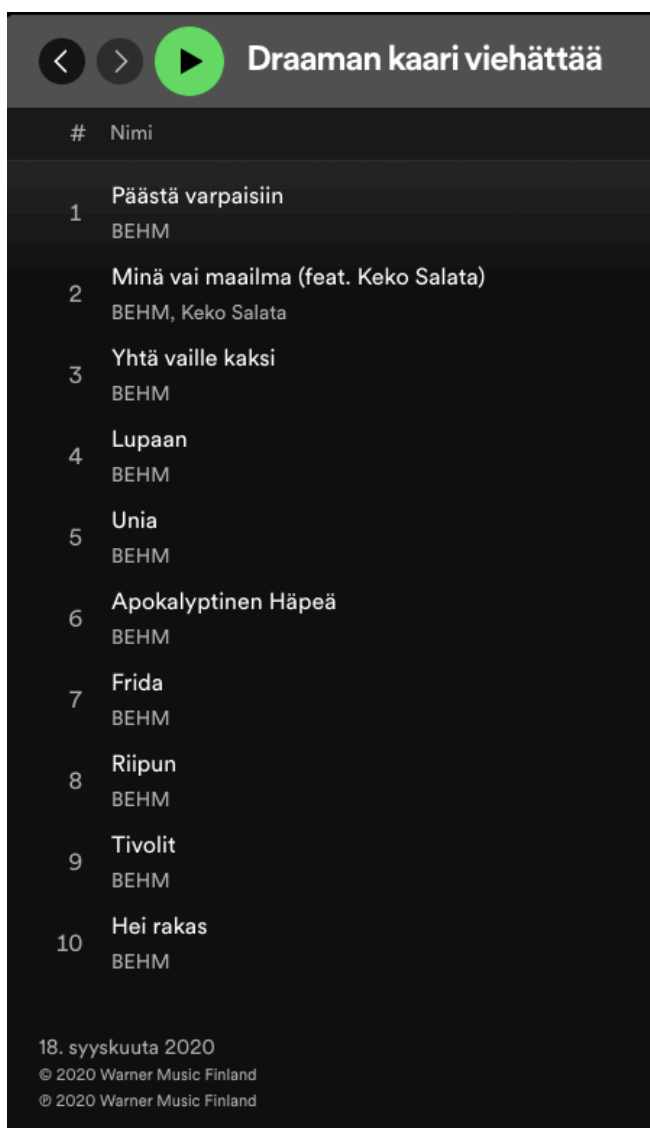 Draaman kaari viehättää
# Nimi
1 Päästä varpaisiin
BEHM
2 Minä vai maailma (feat. Keko Salata)
BEHM, Keko Salata
3 Yhtä vaille kaksi
BEHM
4 Lupaan
BEHM
5 Unia
BEHM
6 Apokalyptinen Häpeä
BEHM
7 Frida
BEHM
8 Riipun
BEHM
9 Tivolit
BEHM
10 Hei rakas
BEHM
18. syyskuuta 2020
© 2020 Warner Music Finland
℗ 2020 Warner Music Finland